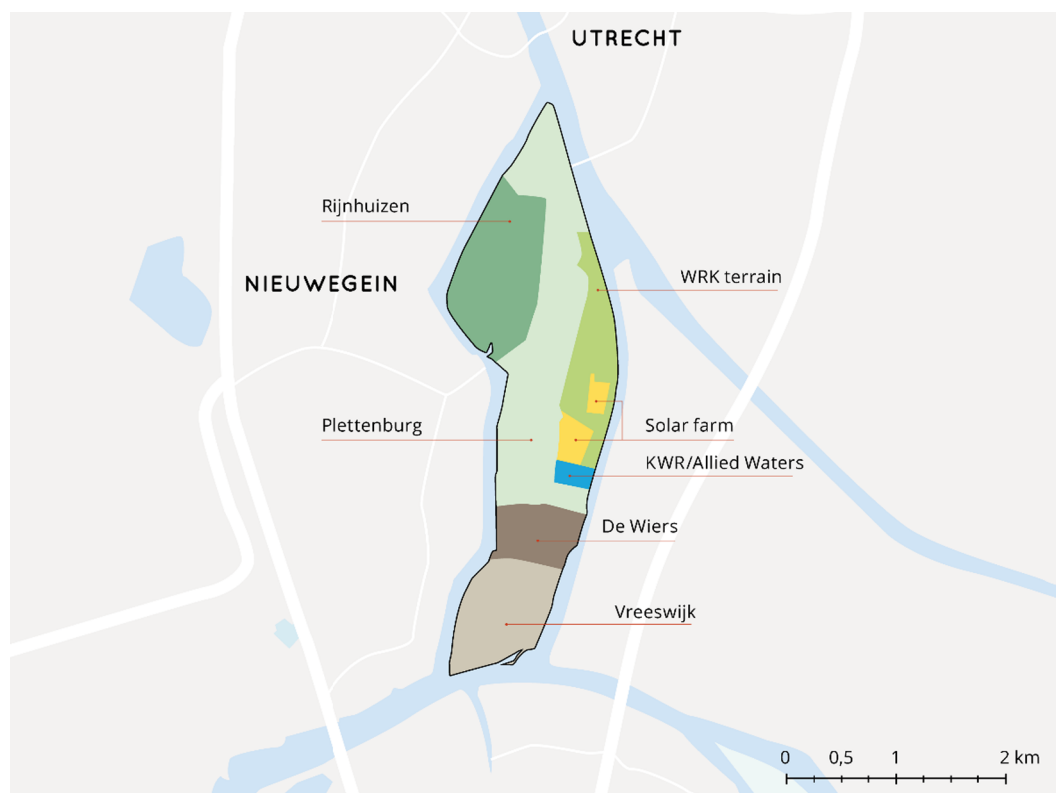 UTRECHT
Rijnhuizen
WRK terrain
NIEUWEGEIN
Plettenburg
Solar farm
KWR/Allied Waters
De Wiers
Vreeswijk
0 0,5 1 2 km